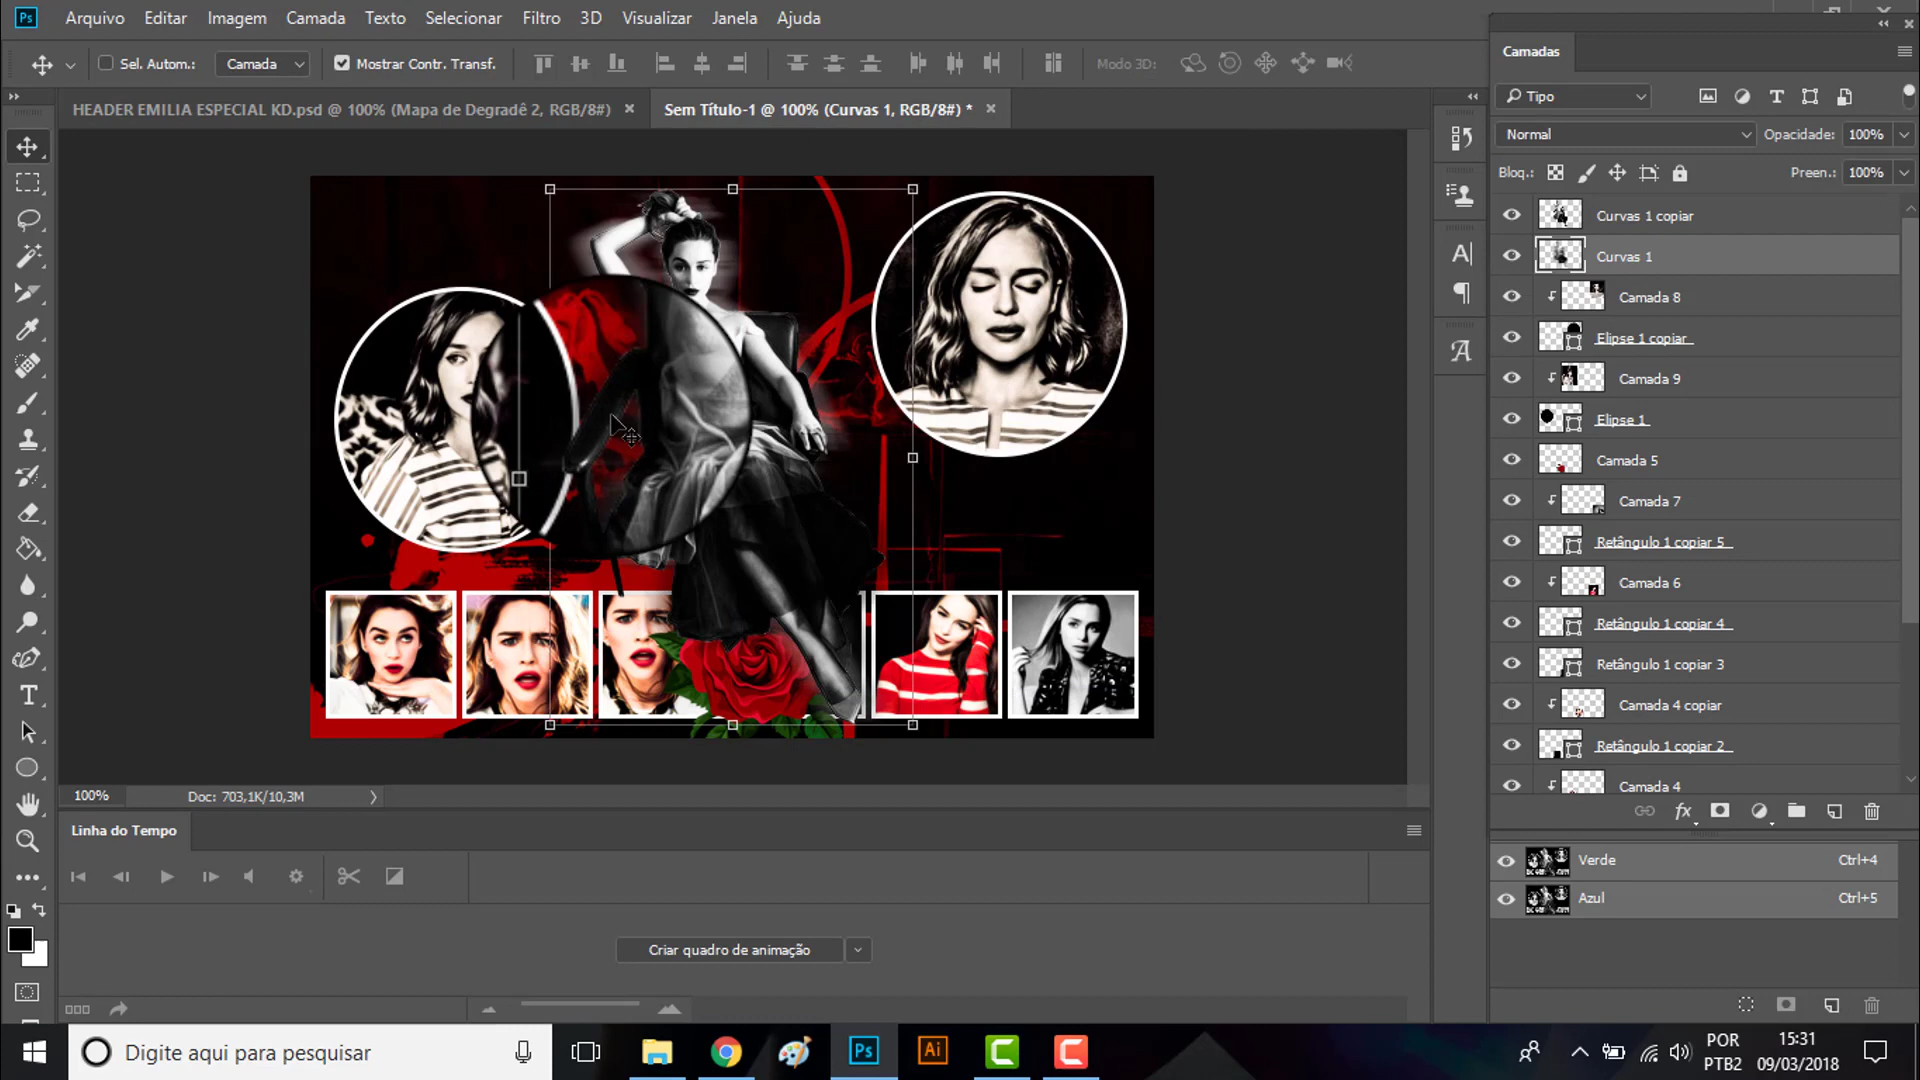 Ps Arquivo Editar Imagem Camada Texto Selecionar Filtro 3D Visualizar Janela Ajuda
Sel. Autom.: Camada Mostrar Contr. Transf. Modo 3D:
HEADER EMILIA ESPECIAL KD.psd @ 100% (Mapa de Degradê 2, RGB/8#) × Sem Título-1 @ 100% (Curvas 1, RGB/8#) * ×
Camadas
Tipo
Normal Opacidade: 100%
Bloq.: Preen.: 100%
Curvas 1 copiar
Curvas 1
Camada 8
Elipse 1 copiar
Camada 9
Elipse 1
Camada 5
Camada 7
Retângulo 1 copiar 5
Camada 6
Retângulo 1 copiar 4
Retângulo 1 copiar 3
Camada 4 copiar
Retângulo 1 copiar 2
Camada 4
fx
100% Doc: 703,1K/10,3M
Linha do Tempo
Verde Ctrl+4
Azul Ctrl+5
Criar quadro de animação
Digite aqui para pesquisar
Ps Ai
POR
PTB2
15:31
09/03/2018